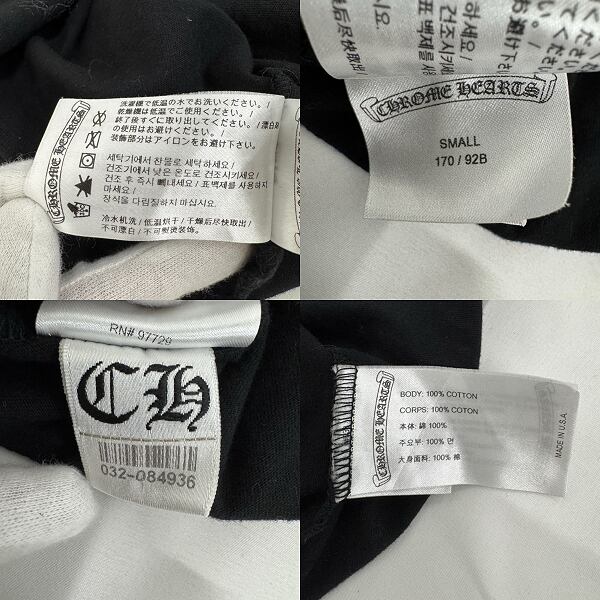 CHROME HEARTS
洗濯機で低温の水でお洗いください。/
乾燥機は低温でご使用ください。/
終了後すぐに取り出してください。/漂白剤
の使用はお避けください。/
装飾部分はアイロンをお避け下さい。
세탁기에서 찬물로 세탁하세요/
건조기에서 낮은 온도로 건조시키세요/
건조 후 즉시 빼내세요/ 표백제를 사용하지
마세요/
장식을 다림질 하지마세요/
冷水机洗/低温烘干/干燥后尽快取出/
不可漂白/不可熨烫装饰。
CHROME HEARTS
SMALL
170 / 92B
RN# 97729
CH
032-084936
CHROME HEARTS
BODY: 100% COTTON
CORPS: 100% COTON
本体: 綿 100%
주요부: 100% 면
大身面料: 100% 棉
MADE IN U.S.A.